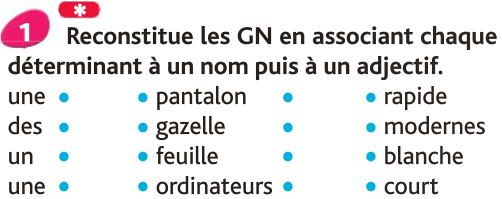 *
1 Reconstitue les GN en associant chaque
déterminant à un nom puis à un adjectif.
une • • pantalon • • rapide
des • • gazelle • • modernes
un • • feuille • • blanche
une • • ordinateurs • • court